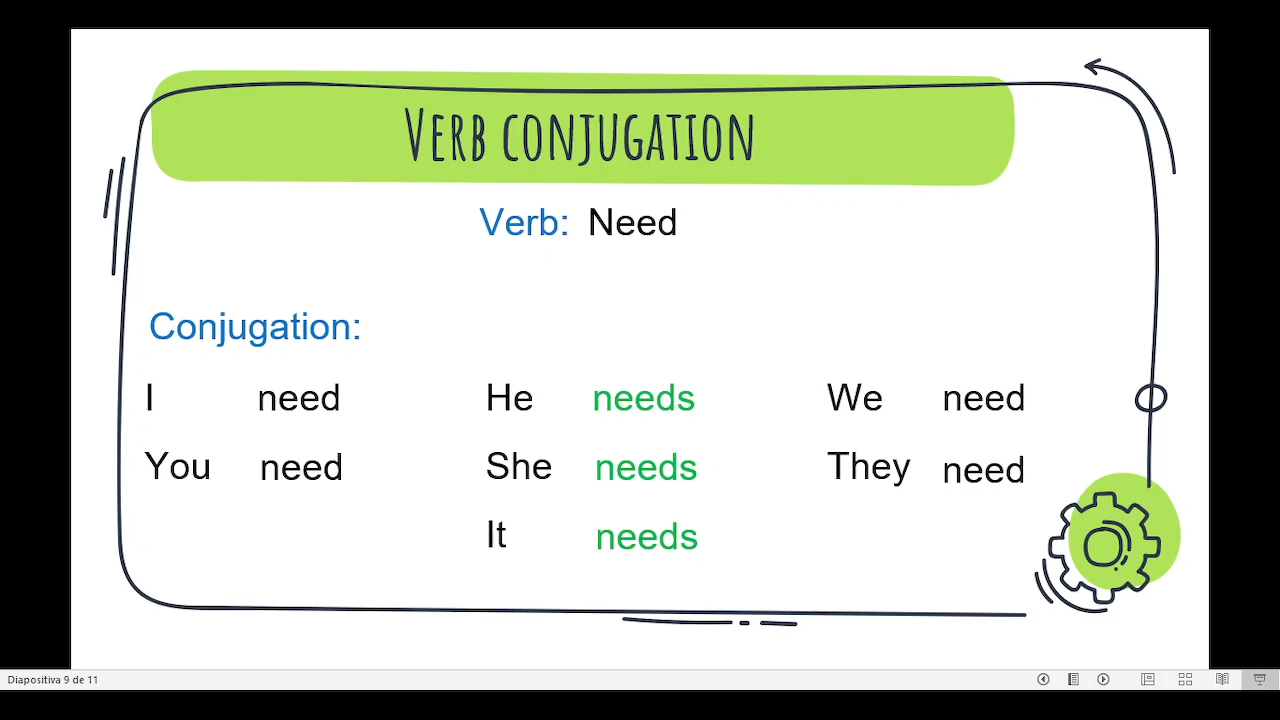 Verb conjugation
Verb: Need
Conjugation:
I need He needs We need
You need She needs They need
It needs
Diapositiva 9 de 11